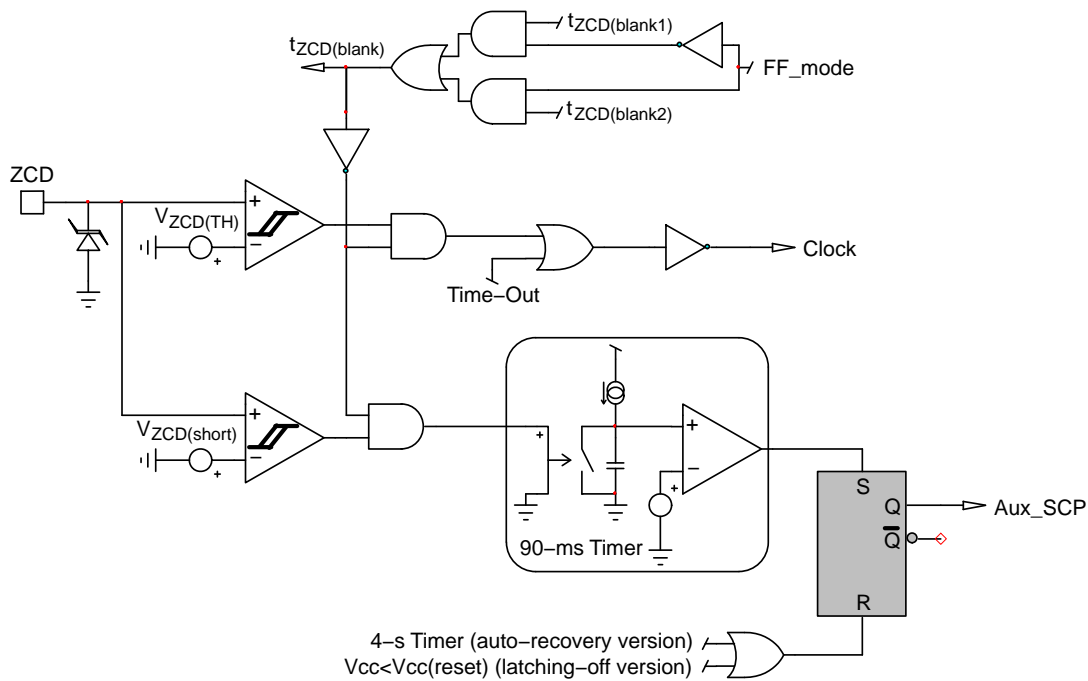 tZCD(blank1)
tZCD(blank)
FF_mode
tZCD(blank2)
ZCD
+
VZCD(TH)
−
+
Clock
Time−Out
+
VZCD(short)
−
+
+
+
−
+
S
Q
Aux_SCP
Q
90−ms Timer
R
4−s Timer (auto−recovery version)
Vcc<Vcc(reset) (latching−off version)